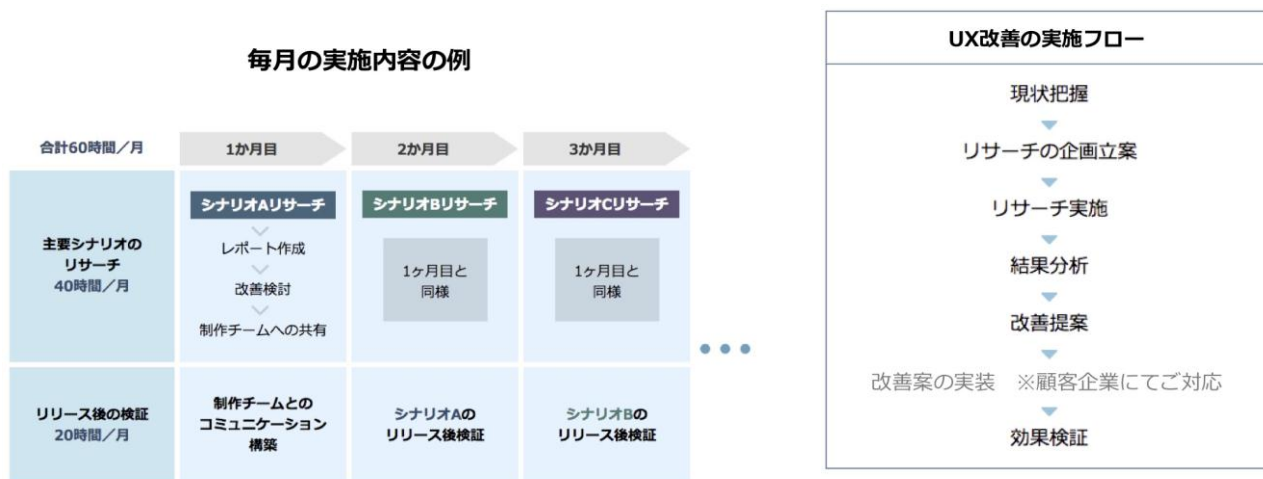 毎月の実施内容の例
合計60時間／月
1か月目
2か月目
3か月目
主要シナリオの
リサーチ
40時間／月
シナリオAリサーチ
レポート作成
改善検討
制作チームへの共有
シナリオBリサーチ
1ヶ月目と
同様
シナリオCリサーチ
1ヶ月目と
同様
リリース後の検証
20時間／月
制作チームとの
コミュニケーション
構築
シナリオAの
リリース後検証
シナリオBの
リリース後検証
UX改善の実施フロー
現状把握
リサーチの企画立案
リサーチ実施
結果分析
改善提案
改善案の実装　※顧客企業にてご対応
効果検証